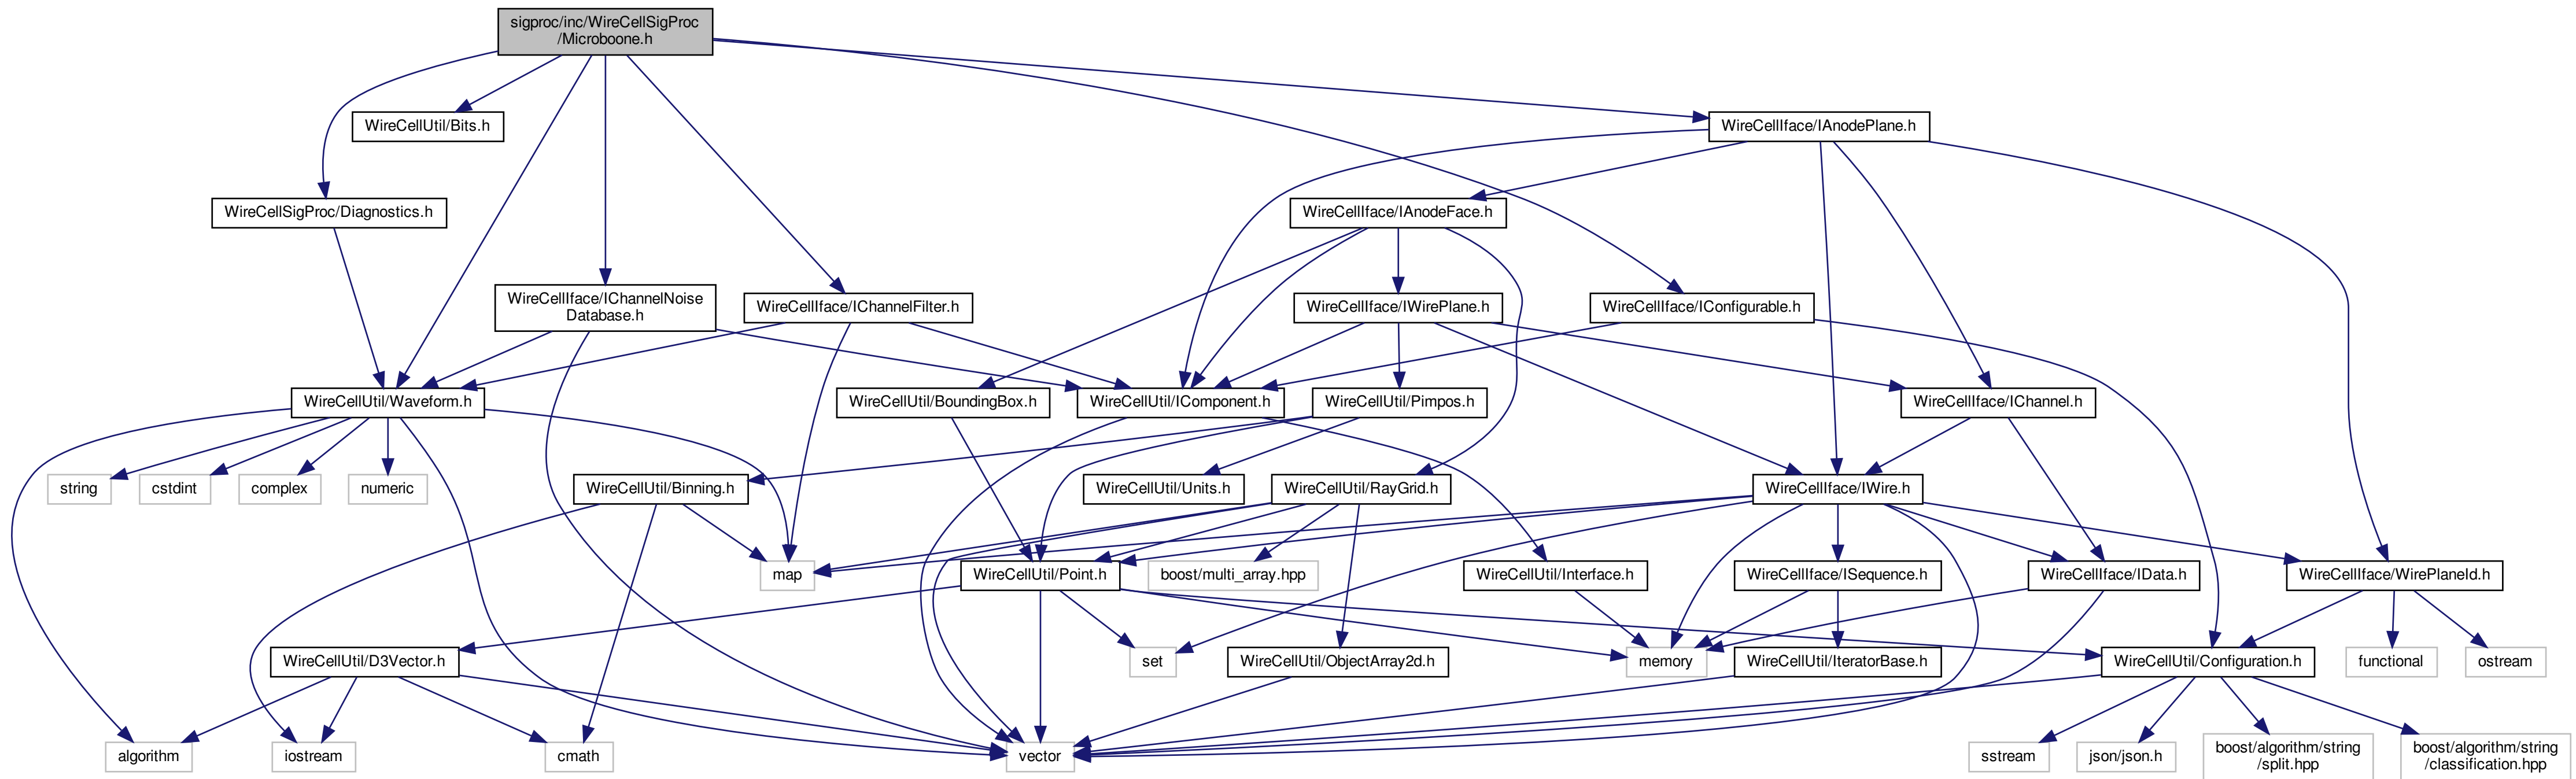 sigproc/inc/WireCellSigProc
/Microboone.h
WireCellUtil/Bits.h
WireCellIface/IAnodePlane.h
WireCellSigProc/Diagnostics.h
WireCellIface/IAnodeFace.h
WireCellIface/IChannelNoise
Database.h
WireCellIface/IChannelFilter.h
WireCellIface/IWirePlane.h
WireCellIface/IConfigurable.h
WireCellUtil/Waveform.h
WireCellUtil/BoundingBox.h
WireCellUtil/IComponent.h
WireCellUtil/Pimpos.h
WireCellIface/IChannel.h
string
cstdint
complex
numeric
WireCellUtil/Binning.h
WireCellUtil/Units.h
WireCellUtil/RayGrid.h
WireCellIface/IWire.h
map
WireCellUtil/Point.h
boost/multi_array.hpp
WireCellUtil/Interface.h
WireCellIface/ISequence.h
WireCellIface/IData.h
WireCellIface/WirePlaneId.h
WireCellUtil/D3Vector.h
set
WireCellUtil/ObjectArray2d.h
memory
WireCellUtil/IteratorBase.h
WireCellUtil/Configuration.h
functional
ostream
algorithm
iostream
cmath
vector
sstream
json/json.h
boost/algorithm/string
/split.hpp
boost/algorithm/string
/classification.hpp